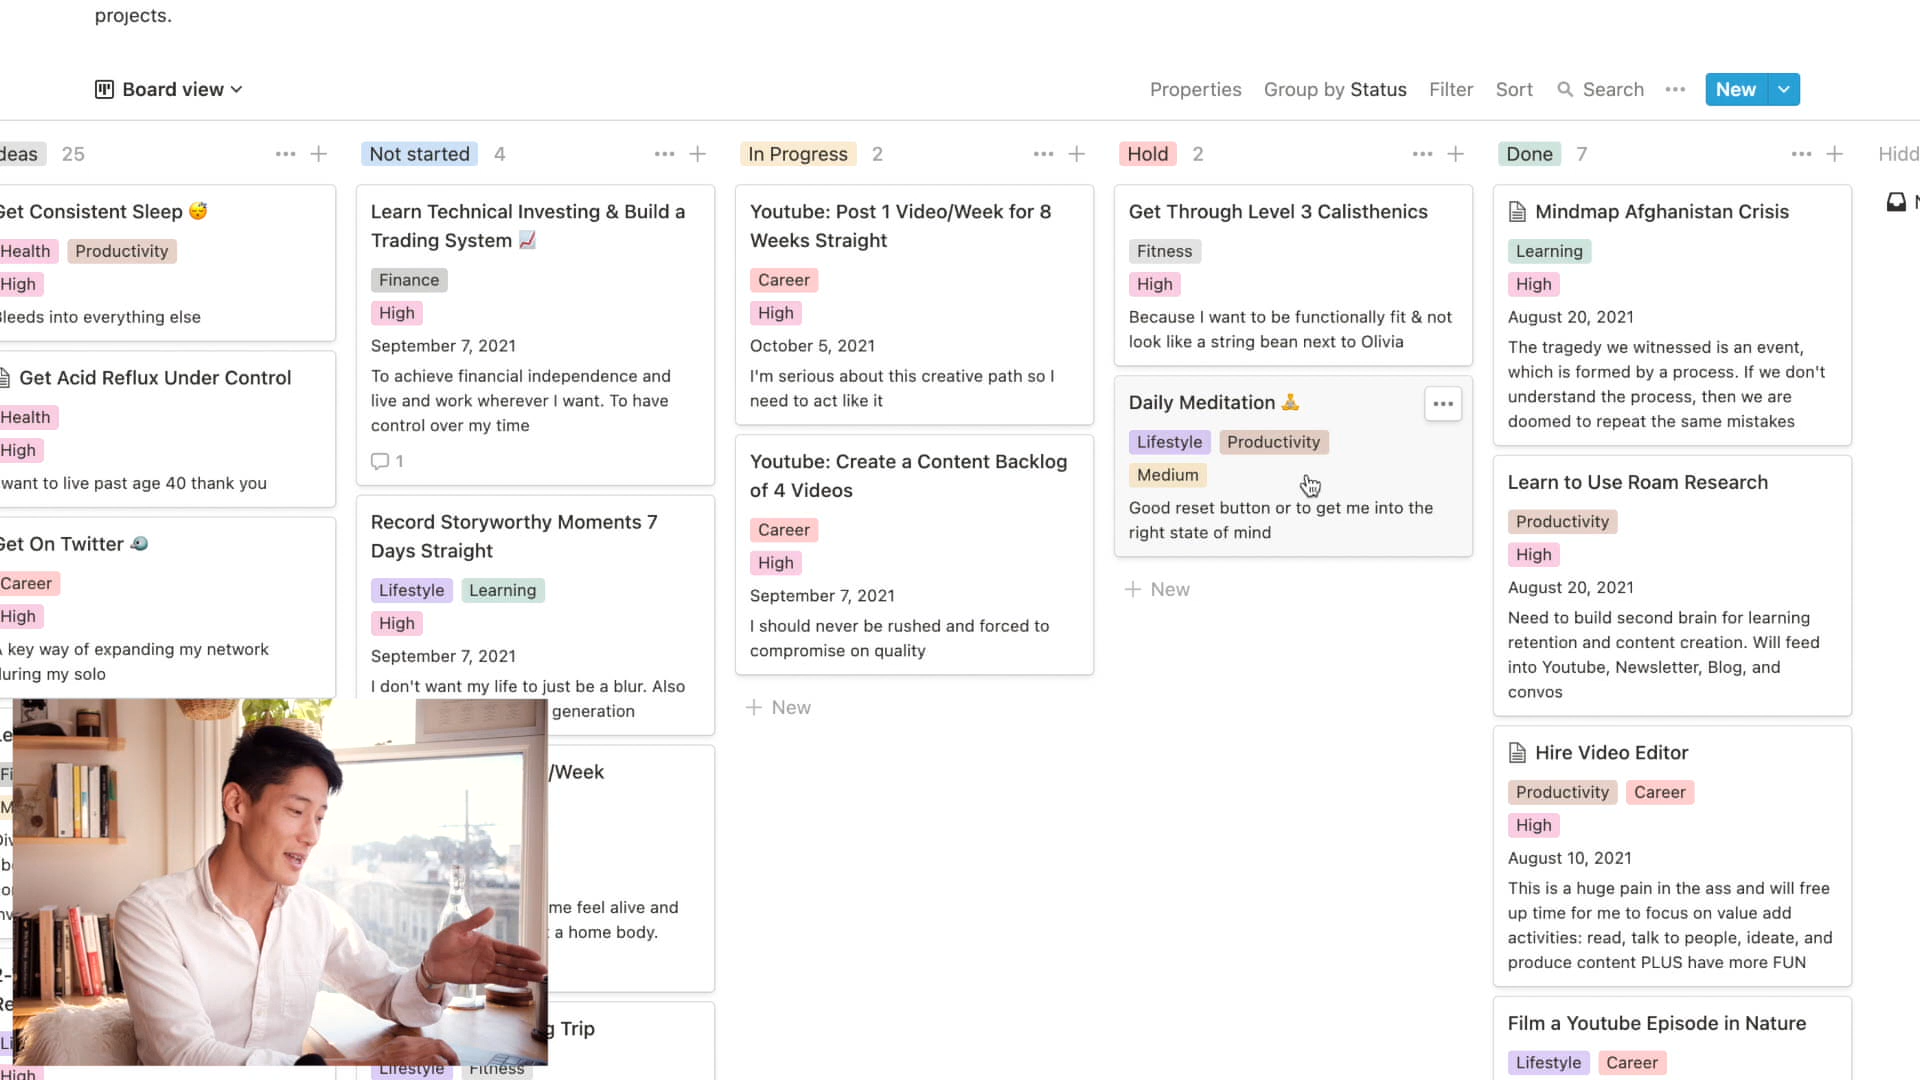 projects.
Board view
Properties Group by Status Filter Sort Search ... New
deas 25 ... +
Get Consistent Sleep 😴
Health Productivity
High
Bleeds into everything else
Get Acid Reflux Under Control
Health
High
want to live past age 40 thank you
Get On Twitter 🐦
Career
High
key way of expanding my network
during my solo
High
Not started 4 ... +
Learn Technical Investing & Build a
Trading System 📈
Finance
High
September 7, 2021
To achieve financial independence and
live and work wherever I want. To have
control over my time
1
Record Storyworthy Moments 7
Days Straight
Lifestyle Learning
High
September 7, 2021
I don't want my life to just be a blur. Also
generation
/Week
me feel alive and
a home body.
g Trip
Lifestyle Fitness
In Progress 2 ... +
Youtube: Post 1 Video/Week for 8
Weeks Straight
Career
High
October 5, 2021
I'm serious about this creative path so I
need to act like it
Youtube: Create a Content Backlog
of 4 Videos
Career
High
September 7, 2021
I should never be rushed and forced to
compromise on quality
+ New
Hold 2 ... +
Get Through Level 3 Calisthenics
Fitness
High
Because I want to be functionally fit & not
look like a string bean next to Olivia
Daily Meditation 🧘
...
Lifestyle Productivity
Medium
Good reset button or to get me into the
right state of mind
+ New
Done 7 ... +
Mindmap Afghanistan Crisis
Learning
High
August 20, 2021
The tragedy we witnessed is an event,
which is formed by a process. If we don't
understand the process, then we are
doomed to repeat the same mistakes
Learn to Use Roam Research
Productivity
High
August 20, 2021
Need to build second brain for learning
retention and content creation. Will feed
into Youtube, Newsletter, Blog, and
convos
Hire Video Editor
Productivity Career
High
August 10, 2021
This is a huge pain in the ass and will free
up time for me to focus on value add
activities: read, talk to people, ideate, and
produce content PLUS have more FUN
Film a Youtube Episode in Nature
Lifestyle Career
Hidd
N